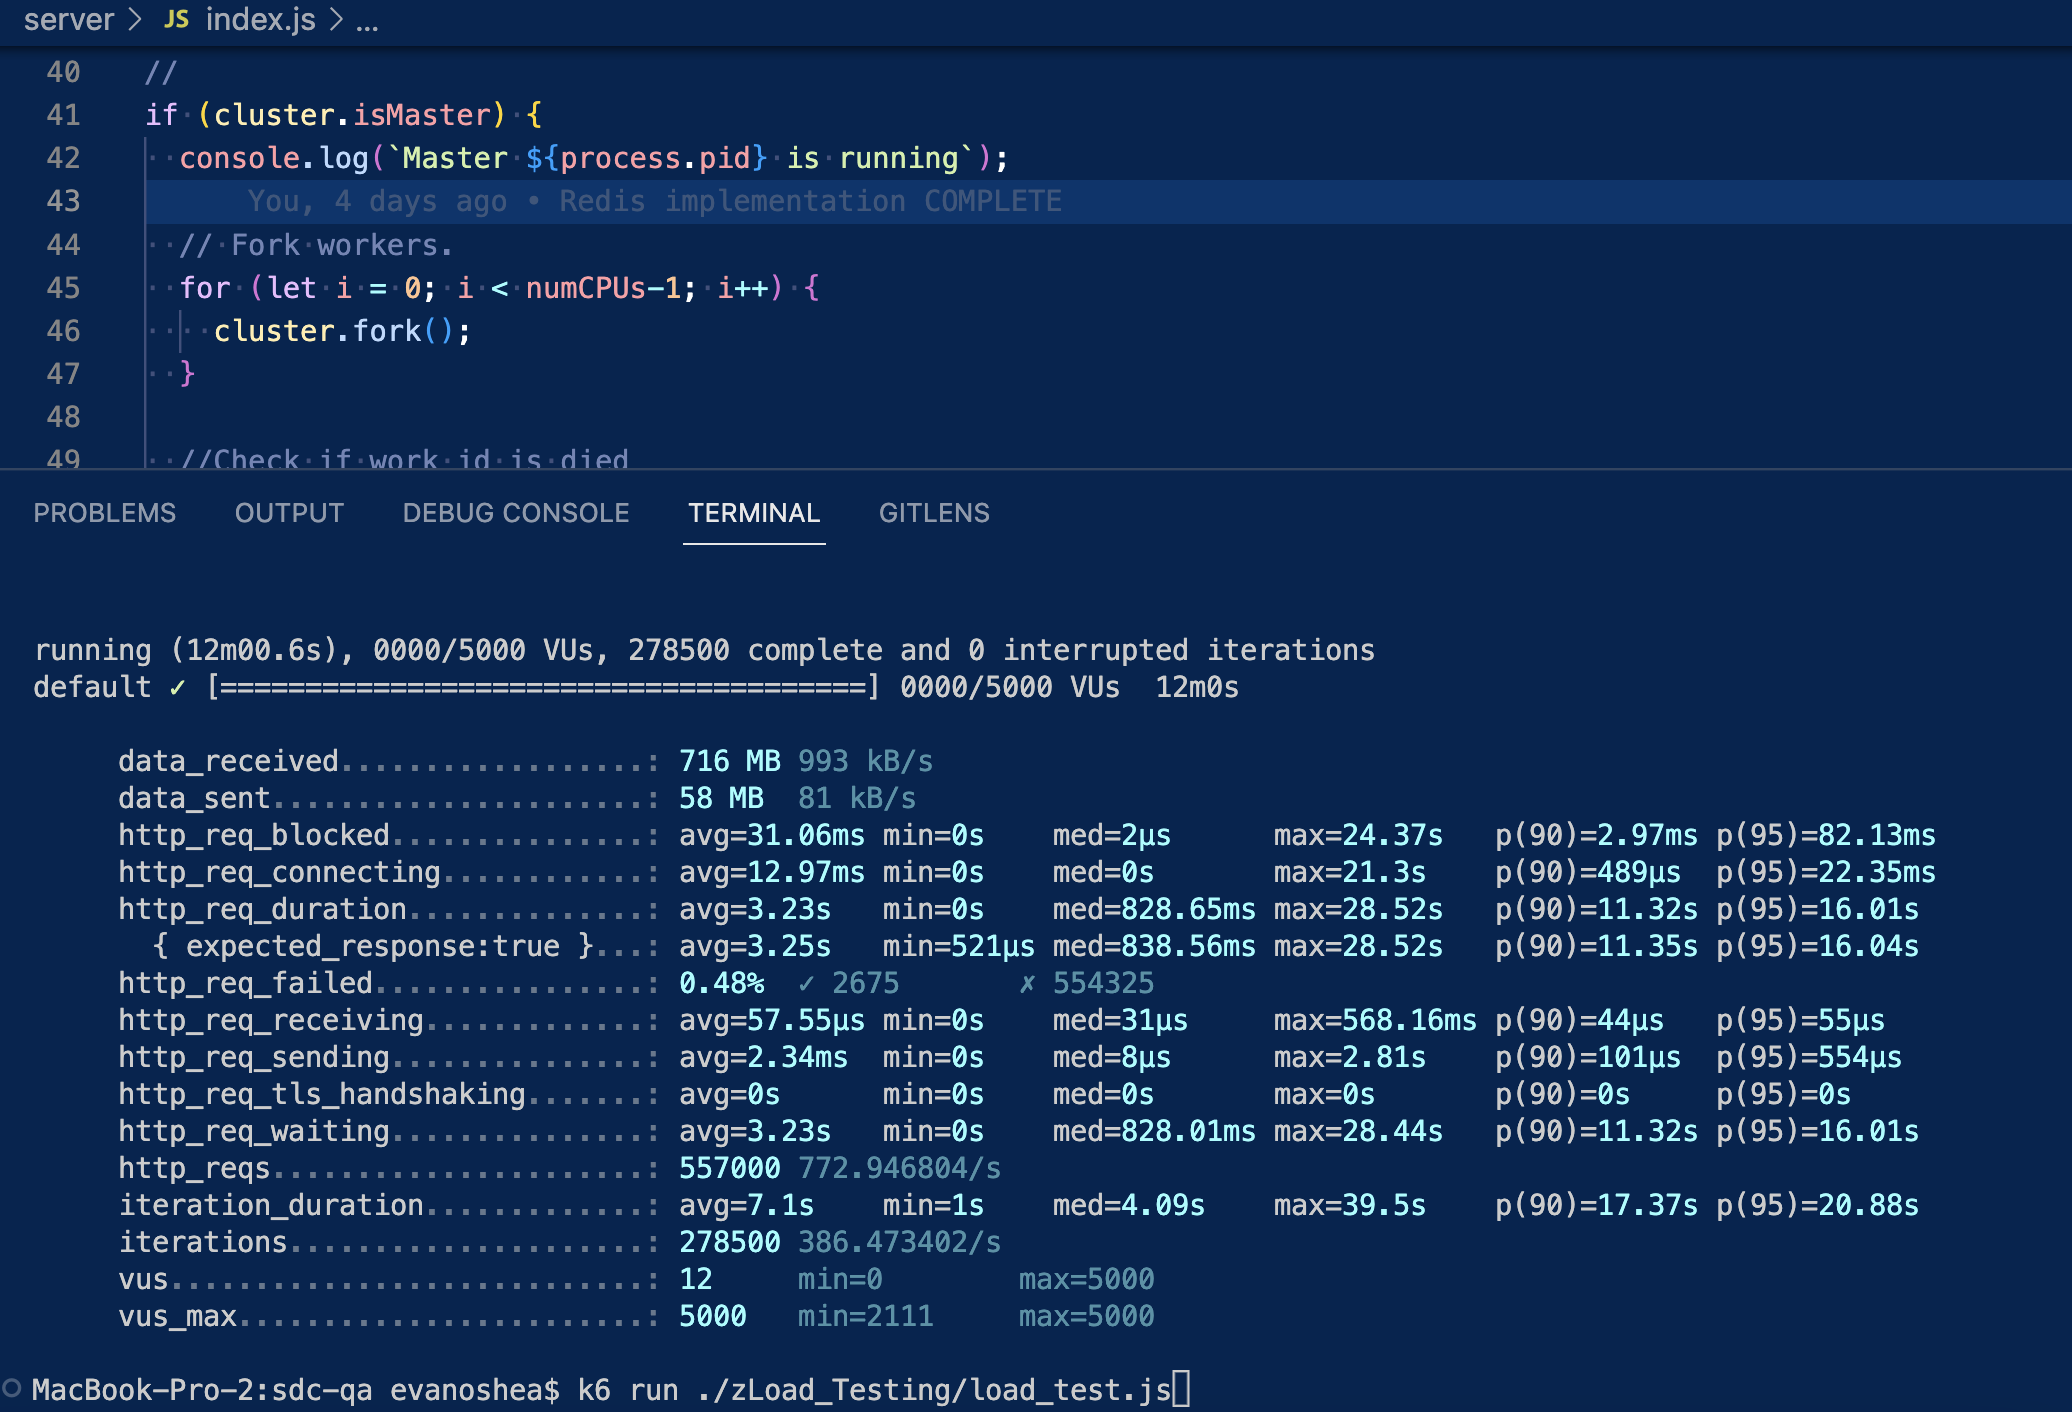 server > JS index.js > ...
40 //
41 if (cluster.isMaster) {
42 console.log(`Master ${process.pid} is running`);
43 You, 4 days ago • Redis implementation COMPLETE
44 // Fork workers.
45 for (let i = 0; i < numCPUs-1; i++) {
46 cluster.fork();
47 }
48
49 //Check if work id is died
PROBLEMS OUTPUT DEBUG CONSOLE TERMINAL GITLENS
running (12m00.6s), 0000/5000 VUs, 278500 complete and 0 interrupted iterations
default ✓ [======================================] 0000/5000 VUs 12m0s
data_received..................: 716 MB 993 kB/s
data_sent......................: 58 MB 81 kB/s
http_req_blocked...............: avg=31.06ms min=0s med=2µs max=24.37s p(90)=2.97ms p(95)=82.13ms
http_req_connecting............: avg=12.97ms min=0s med=0s max=21.3s p(90)=489µs p(95)=22.35ms
http_req_duration..............: avg=3.23s min=0s med=828.65ms max=28.52s p(90)=11.32s p(95)=16.01s
{ expected_response:true }...: avg=3.25s min=521µs med=838.56ms max=28.52s p(90)=11.35s p(95)=16.04s
http_req_failed................: 0.48% ✓ 2675 ✗ 554325
http_req_receiving.............: avg=57.55µs min=0s med=31µs max=568.16ms p(90)=44µs p(95)=55µs
http_req_sending...............: avg=2.34ms min=0s med=8µs max=2.81s p(90)=101µs p(95)=554µs
http_req_tls_handshaking.......: avg=0s min=0s med=0s max=0s p(90)=0s p(95)=0s
http_req_waiting...............: avg=3.23s min=0s med=828.01ms max=28.44s p(90)=11.32s p(95)=16.01s
http_reqs......................: 557000 772.946804/s
iteration_duration.............: avg=7.1s min=1s med=4.09s max=39.5s p(90)=17.37s p(95)=20.88s
iterations.....................: 278500 386.473402/s
vus............................: 12 min=0 max=5000
vus_max........................: 5000 min=2111 max=5000
MacBook-Pro-2:sdc-qa evanoshea$ k6 run ./zLoad_Testing/load_test.js